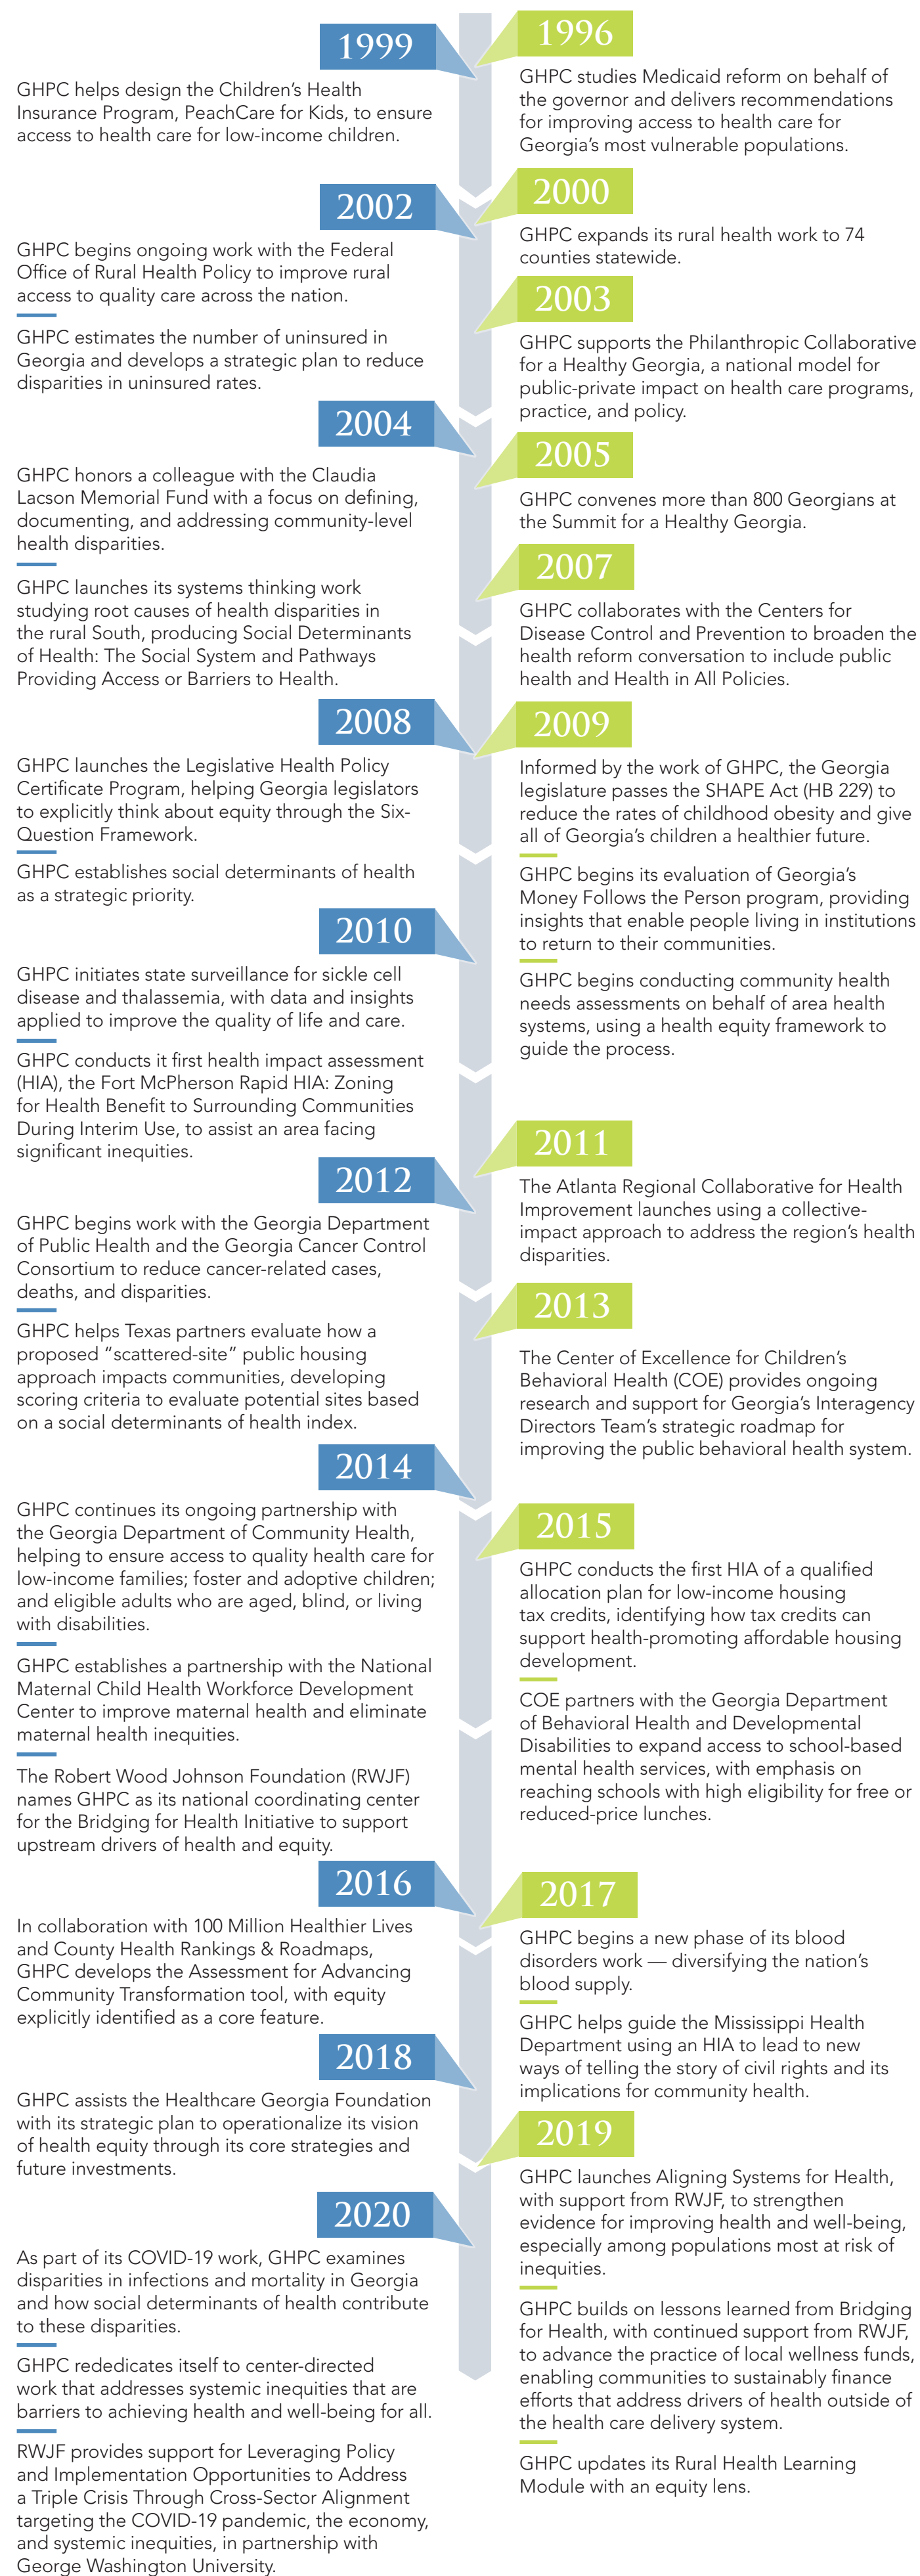 1996
GHPC studies Medicaid reform on behalf of
the governor and delivers recommendations
for improving access to health care for
Georgia's most vulnerable populations.
1999
GHPC helps design the Children's Health
Insurance Program, PeachCare for Kids, to ensure
access to health care for low-income children.
2000
GHPC expands its rural health work to 74
counties statewide.
2002
GHPC begins ongoing work with the Federal
Office of Rural Health Policy to improve rural
access to quality care across the nation.
GHPC estimates the number of uninsured in
Georgia and develops a strategic plan to reduce
disparities in uninsured rates.
2003
GHPC supports the Philanthropic Collaborative
for a Healthy Georgia, a national model for
public-private impact on health care programs,
practice, and policy.
2004
GHPC honors a colleague with the Claudia
Lacson Memorial Fund with a focus on defining,
documenting, and addressing community-level
health disparities.
GHPC launches its systems thinking work
studying root causes of health disparities in
the rural South, producing Social Determinants
of Health: The Social System and Pathways
Providing Access or Barriers to Health.
2005
GHPC convenes more than 800 Georgians at
the Summit for a Healthy Georgia.
2007
GHPC collaborates with the Centers for
Disease Control and Prevention to broaden the
health reform conversation to include public
health and Health in All Policies.
2008
GHPC launches the Legislative Health Policy
Certificate Program, helping Georgia legislators
to explicitly think about equity through the Six-
Question Framework.
GHPC establishes social determinants of health
as a strategic priority.
2009
Informed by the work of GHPC, the Georgia
legislature passes the SHAPE Act (HB 229) to
reduce the rates of childhood obesity and give
all of Georgia's children a healthier future.
GHPC begins its evaluation of Georgia's
Money Follows the Person program, providing
insights that enable people living in institutions
to return to their communities.
GHPC begins conducting community health
needs assessments on behalf of area health
systems, using a health equity framework to
guide the process.
2010
GHPC initiates state surveillance for sickle cell
disease and thalassemia, with data and insights
applied to improve the quality of life and care.
GHPC conducts it first health impact assessment
(HIA), the Fort McPherson Rapid HIA: Zoning
for Health Benefit to Surrounding Communities
During Interim Use, to assist an area facing
significant inequities.
2011
The Atlanta Regional Collaborative for Health
Improvement launches using a collective-
impact approach to address the region's health
disparities.
2012
GHPC begins work with the Georgia Department
of Public Health and the Georgia Cancer Control
Consortium to reduce cancer-related cases,
deaths, and disparities.
GHPC helps Texas partners evaluate how a
proposed "scattered-site" public housing
approach impacts communities, developing
scoring criteria to evaluate potential sites based
on a social determinants of health index.
2013
The Center of Excellence for Children's
Behavioral Health (COE) provides ongoing
research and support for Georgia's Interagency
Directors Team's strategic roadmap for
improving the public behavioral health system.
2014
GHPC continues its ongoing partnership with
the Georgia Department of Community Health,
helping to ensure access to quality health care for
low-income families; foster and adoptive children;
and eligible adults who are aged, blind, or living
with disabilities.
GHPC establishes a partnership with the National
Maternal Child Health Workforce Development
Center to improve maternal health and eliminate
maternal health inequities.
The Robert Wood Johnson Foundation (RWJF)
names GHPC as its national coordinating center
for the Bridging for Health Initiative to support
upstream drivers of health and equity.
2015
GHPC conducts the first HIA of a qualified
allocation plan for low-income housing
tax credits, identifying how tax credits can
support health-promoting affordable housing
development.
COE partners with the Georgia Department
of Behavioral Health and Developmental
Disabilities to expand access to school-based
mental health services, with emphasis on
reaching schools with high eligibility for free or
reduced-price lunches.
2016
In collaboration with 100 Million Healthier Lives
and County Health Rankings & Roadmaps,
GHPC develops the Assessment for Advancing
Community Transformation tool, with equity
explicitly identified as a core feature.
2017
GHPC begins a new phase of its blood
disorders work — diversifying the nation's
blood supply.
GHPC helps guide the Mississippi Health
Department using an HIA to lead to new
ways of telling the story of civil rights and its
implications for community health.
2018
GHPC assists the Healthcare Georgia Foundation
with its strategic plan to operationalize its vision
of health equity through its core strategies and
future investments.
2019
GHPC launches Aligning Systems for Health,
with support from RWJF, to strengthen
evidence for improving health and well-being,
especially among populations most at risk of
inequities.
GHPC builds on lessons learned from Bridging
for Health, with continued support from RWJF,
to advance the practice of local wellness funds,
enabling communities to sustainably finance
efforts that address drivers of health outside of
the health care delivery system.
GHPC updates its Rural Health Learning
Module with an equity lens.
2020
As part of its COVID-19 work, GHPC examines
disparities in infections and mortality in Georgia
and how social determinants of health contribute
to these disparities.
GHPC rededicates itself to center-directed
work that addresses systemic inequities that are
barriers to achieving health and well-being for all.
RWJF provides support for Leveraging Policy
and Implementation Opportunities to Address
a Triple Crisis Through Cross-Sector Alignment
targeting the COVID-19 pandemic, the economy,
and systemic inequities, in partnership with
George Washington University.